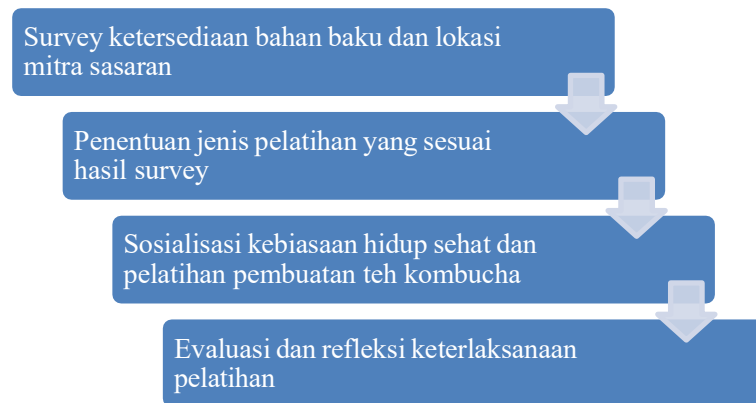 Survey ketersediaan bahan baku dan lokasi
mitra sasaran
Penentuan jenis pelatihan yang sesuai
hasil survey
Sosialisasi kebiasaan hidup sehat dan
pelatihan pembuatan teh kombucha
Evaluasi dan refleksi keterlaksanaan
pelatihan